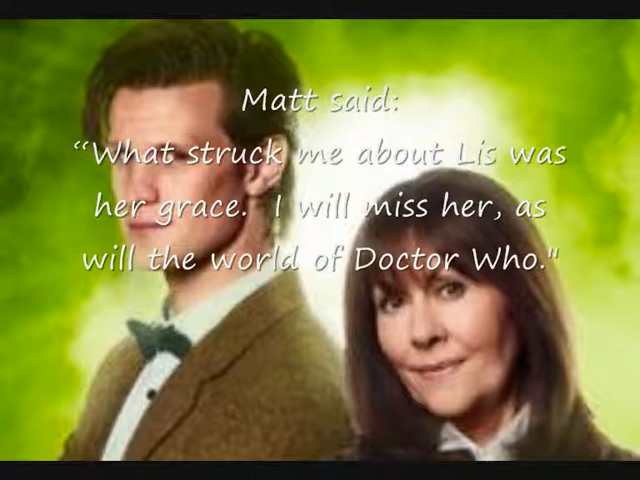 Matt said:
“What struck me about Lis was
her grace.  I will miss her, as
will the world of Doctor Who."